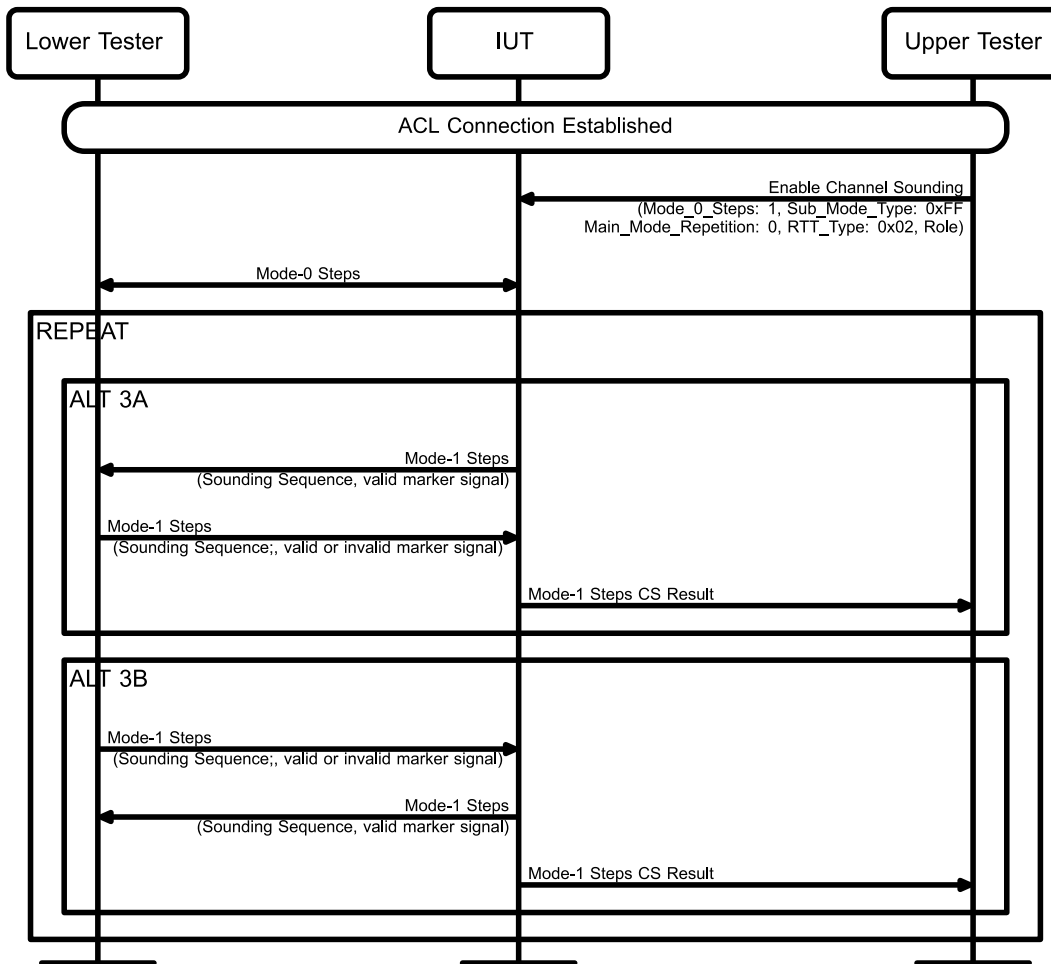 Lower Tester
IUT
Upper Tester
ACL Connection Established
Enable Channel Sounding
(Mode_0_Steps: 1, Sub_Mode_Type: 0xFF
Main_Mode_Repetition: 0, RTT_Type: 0x02, Role)
Mode-0 Steps
REPEAT
ALT 3A
Mode-1 Steps
(Sounding Sequence, valid marker signal)
Mode-1 Steps
(Sounding Sequence;, valid or invalid marker signal)
Mode-1 Steps CS Result
ALT 3B
Mode-1 Steps
(Sounding Sequence;, valid or invalid marker signal)
Mode-1 Steps
(Sounding Sequence, valid marker signal)
Mode-1 Steps CS Result